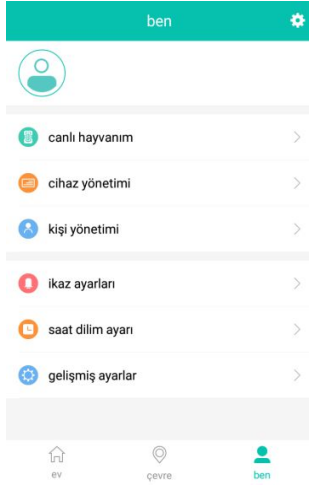 ben
canlı hayvanım
cihaz yönetimi
kişi yönetimi
ikaz ayarları
saat dilim ayarı
gelişmiş ayarlar
ev
çevre
ben